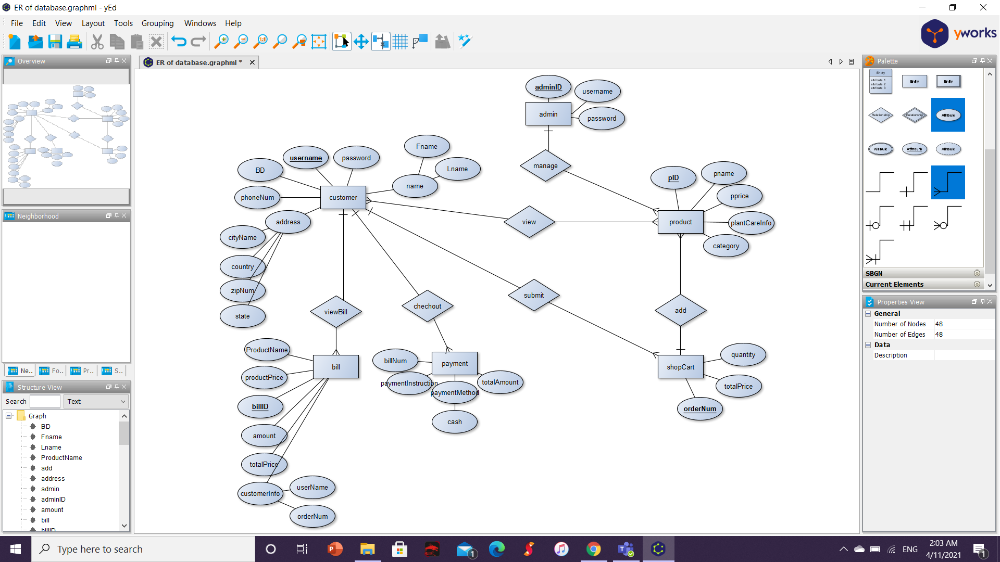 ER of database.graphml - yEd
File Edit View Layout Tools Grouping Windows Help
yworks
Overview
ER of database.graphml *
Palette
Entity
attribute 1
attribute 2
attribute 3
Entity
Entity
Relationship
Relationship
Attribute
Attribute
Attribute
Attribute
SBGN
Current Elements
Neighborhood
Ne.. Fo.. Pr.. S..
Structure View
Search Text
Graph
BD
Fname
Lname
ProductName
add
address
admin
adminID
amount
bill
billID
adminID
username
admin
password
manage
Fname
Lname
name
username
password
BD
phoneNum
customer
address
cityName
country
zipNum
state
view
pID
pname
pprice
product
plantCareInfo
category
viewBill
chechout
submit
add
ProductName
productPrice
bill
billID
amount
totalPrice
customerInfo
userName
orderNum
billNum
payment
paymentInstruction
paymentMethod
totalAmount
cash
shopCart
quantity
totalPrice
orderNum
Properties View
General
Number of Nodes 48
Number of Edges 48
Data
Description
Type here to search
1
ENG
2:03 AM
4/11/2021
1